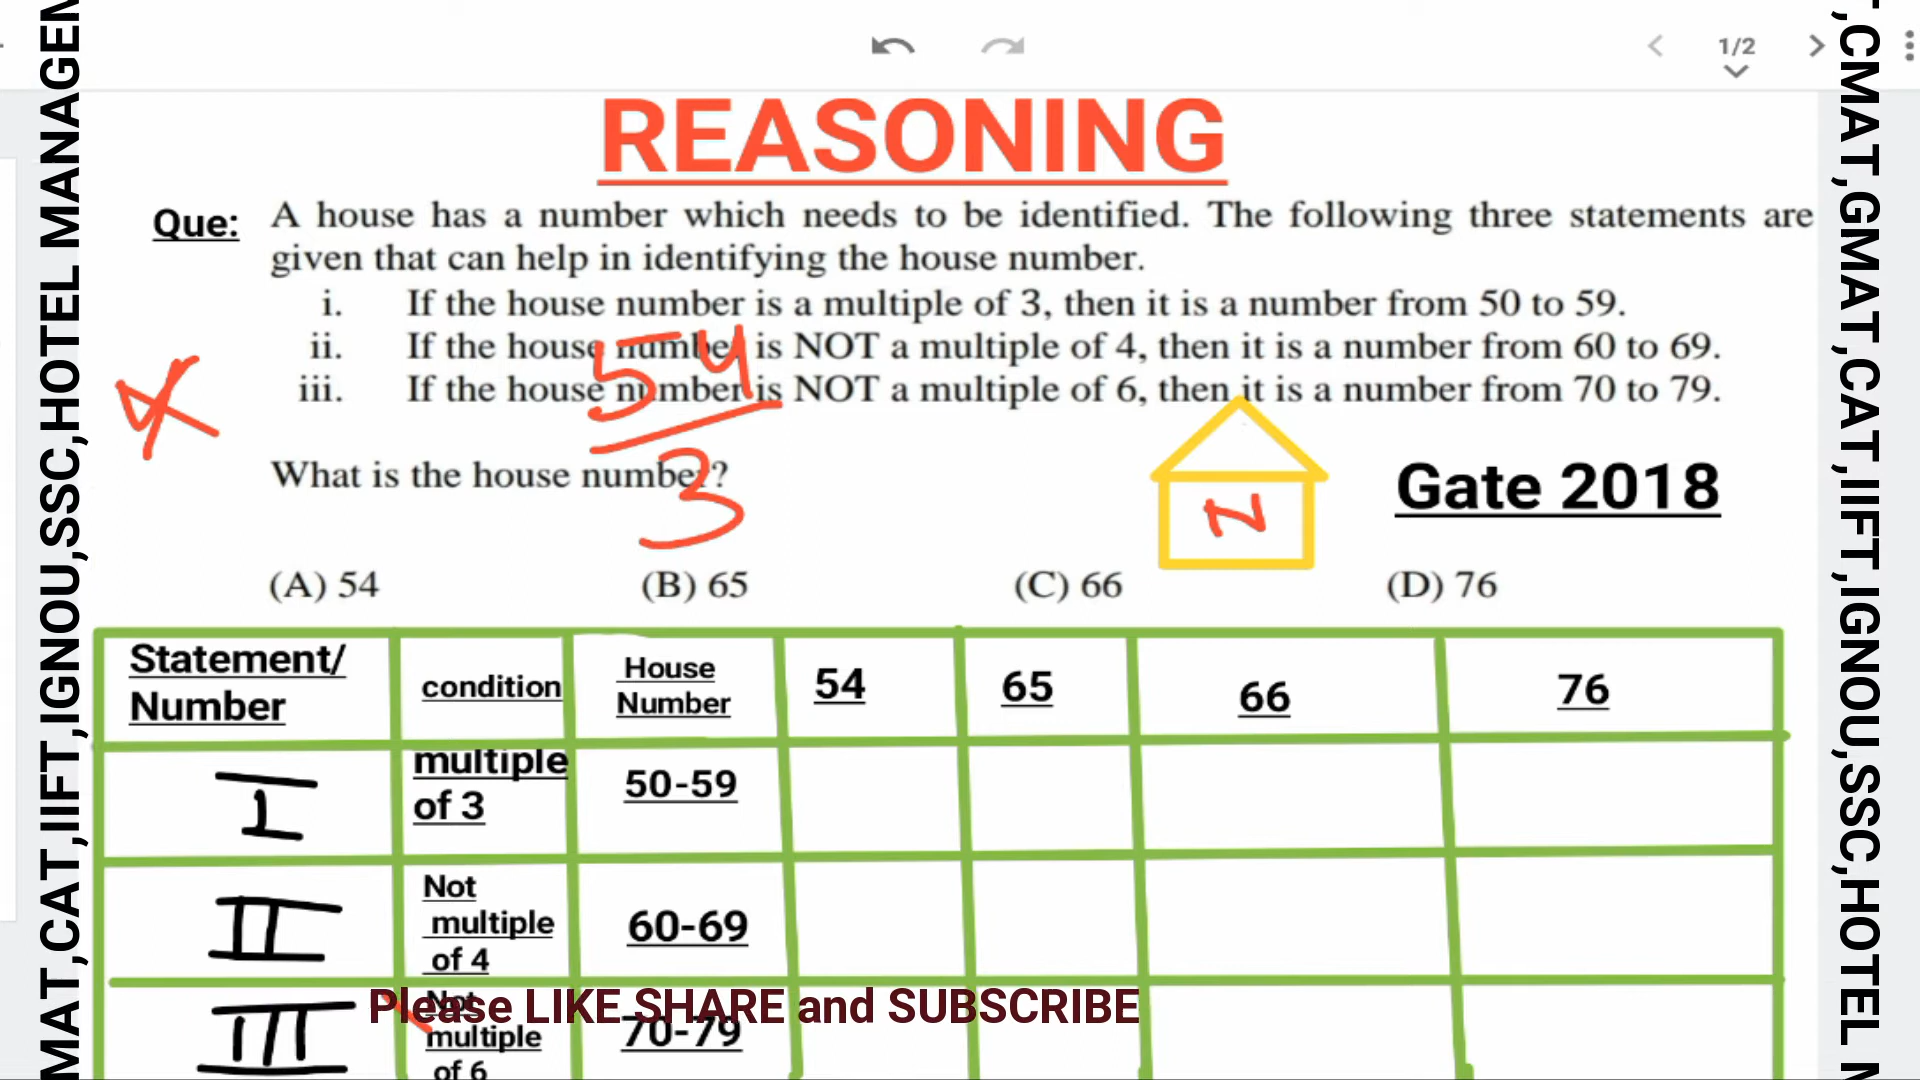 1/2
REASONING
Que: A house has a number which needs to be identified. The following three statements are
given that can help in identifying the house number.
i. If the house number is a multiple of 3, then it is a number from 50 to 59.
ii. If the house number is NOT a multiple of 4, then it is a number from 60 to 69.
iii. If the house number is NOT a multiple of 6, then it is a number from 70 to 79.
54
3
4
What is the house number?
N
Gate 2018
(A) 54 (B) 65 (C) 66 (D) 76
Statement/
Number
condition
House
Number
54 65 66 76
I
multiple
of 3
50-59
II
Not
multiple
of 4
60-69
III
Not
multiple
of 6
70-79
Please LIKE SHARE and SUBSCRIBE
MAT,CAT,IIFT,IGNOU,SSC,HOTEL MANAGEM
T,CMAT,GMAT,CAT,IIFT,IGNOU,SSC,HOTEL M